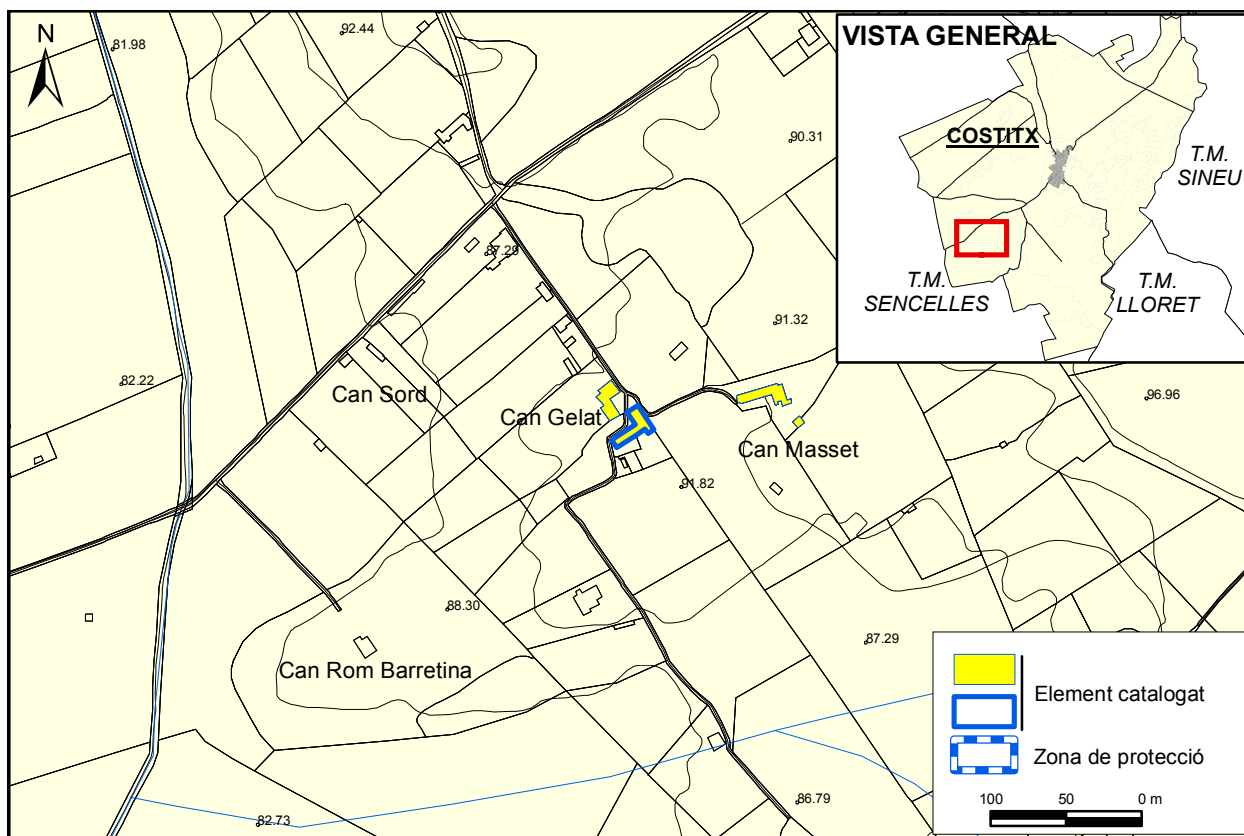 N
81.98
92.44
VISTA GENERAL
COSTITX
T.M.
SINEU
T.M.
SENCELLES
T.M.
LLORET
90.31
87.29
91.32
82.22
Can Sord
Can Gelat
96.96
Can Masset
91.82
88.30
87.29
Can Rom Barretina
Element catalogat
Zona de protecció
86.79
82.73
100 50 0 m